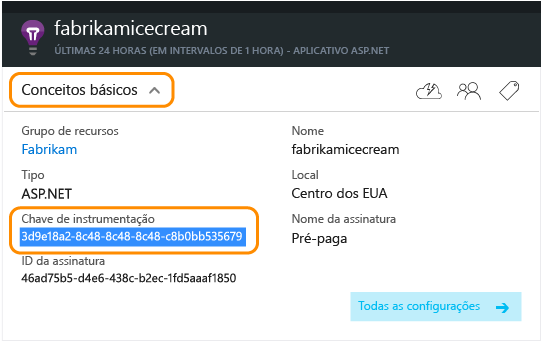 fabrikamicecream
ÚLTIMAS 24 HORAS (EM INTERVALOS DE 1 HORA) - APLICATIVO ASP.NET
Conceitos básicos
Grupo de recursos
Fabrikam
Nome
fabrikamicecream
Tipo
ASP.NET
Local
Centro dos EUA
Chave de instrumentação
3d9e18a2-8c48-8c48-8c48-c8b0bb535679
Nome da assinatura
Pré-paga
ID da assinatura
46ad75b5-d4e6-438c-b2ec-1fd5aaaf1850
Todas as configurações